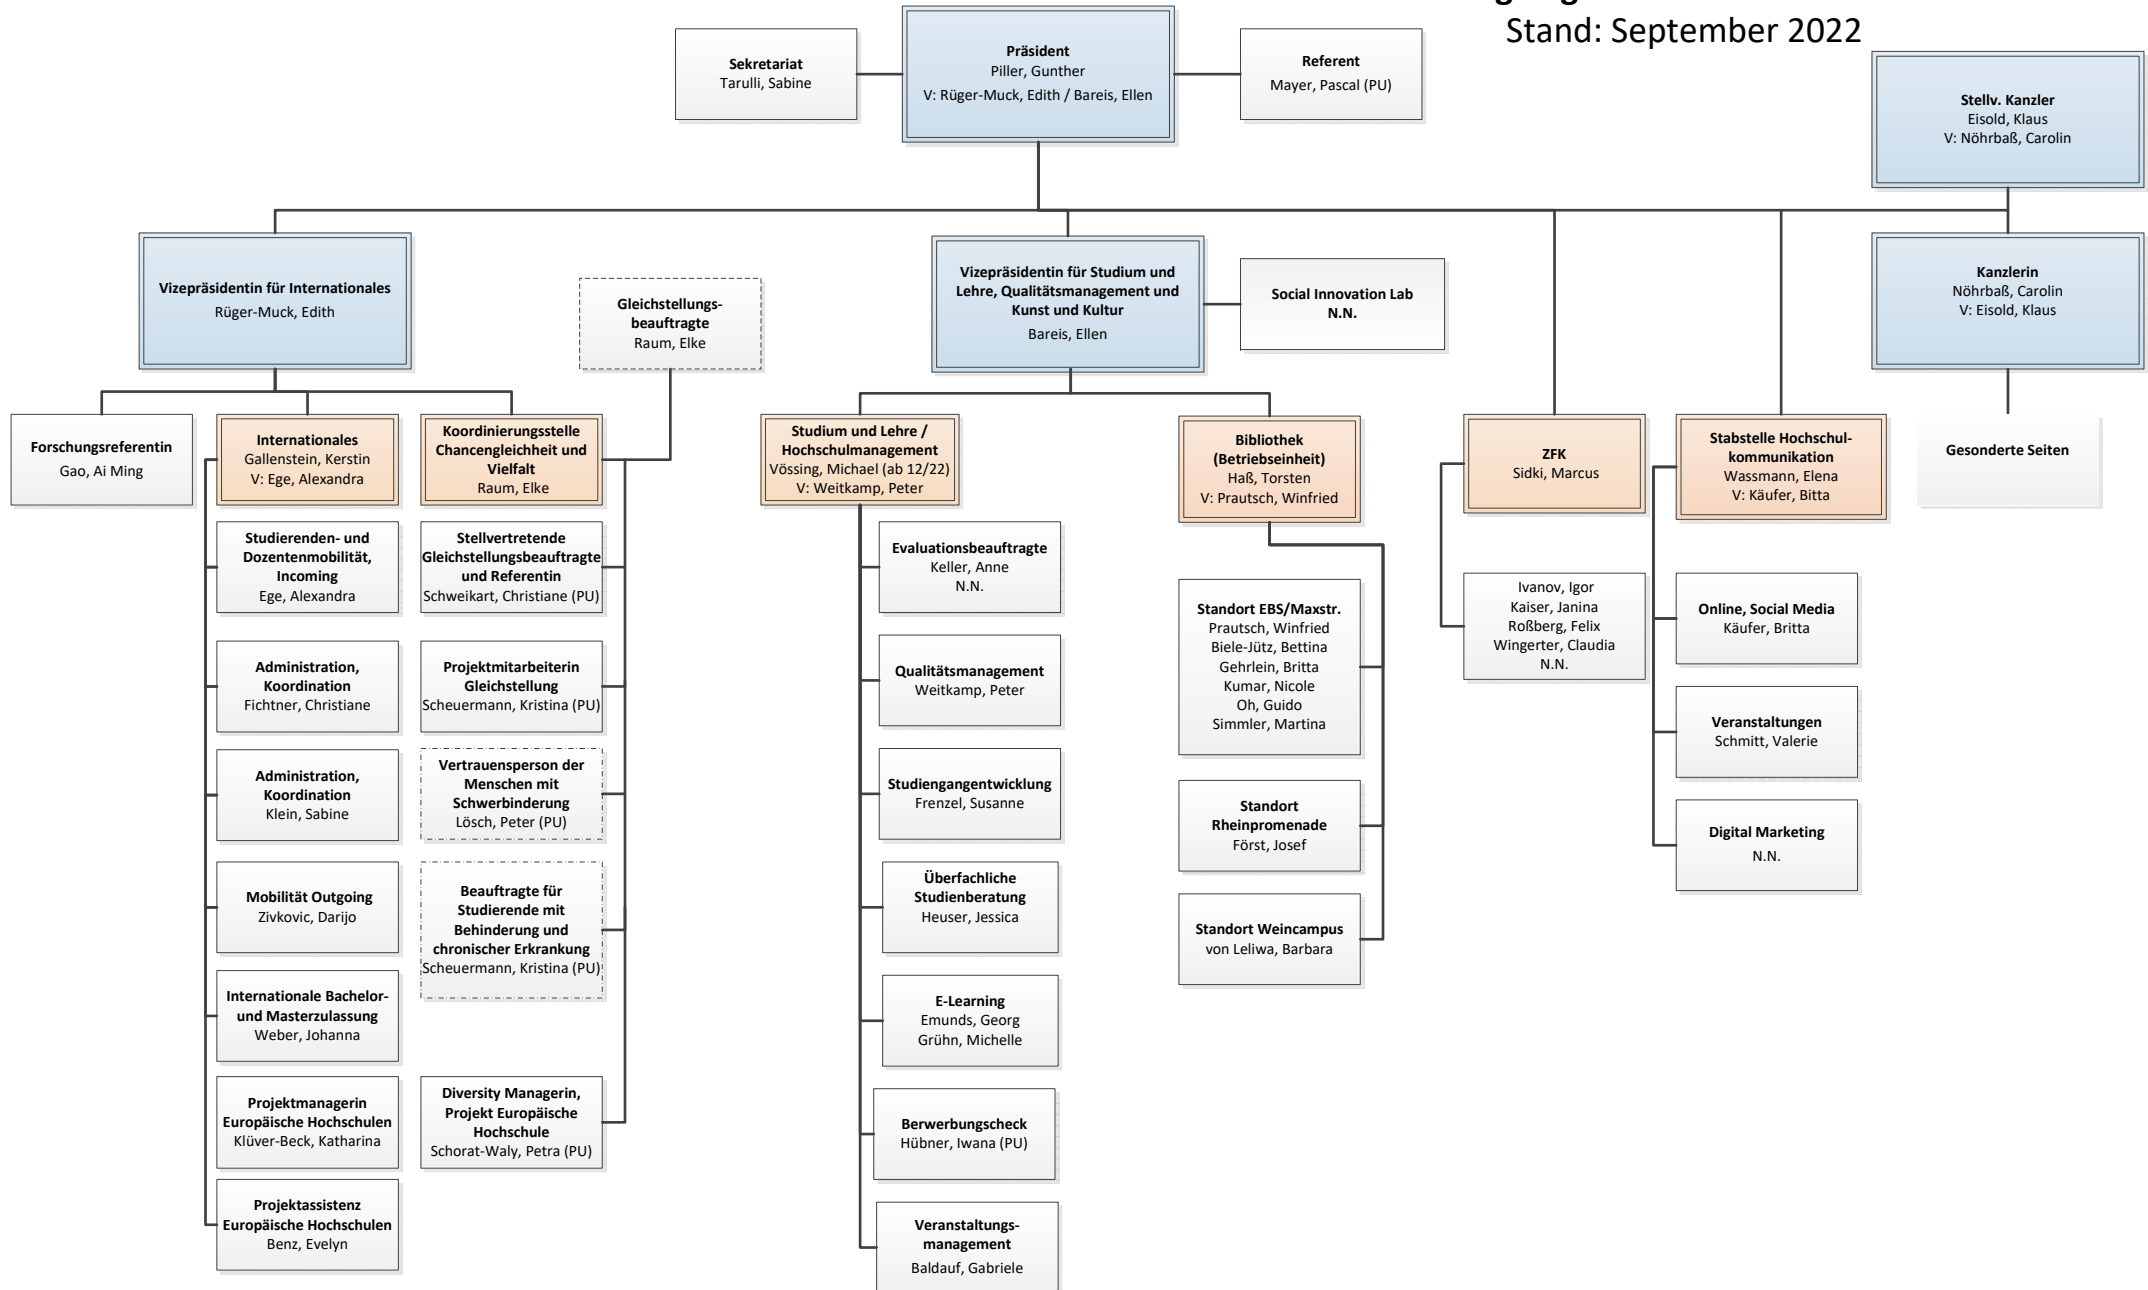 Stand: September 2022
Sekretariat
Tarulli, Sabine
Präsident
Piller, Gunther
V: Rüger-Muck, Edith / Bareis, Ellen
Referent
Mayer, Pascal (PU)
Stellv. Kanzler
Eisold, Klaus
V: Nöhrbaß, Carolin
Vizepräsidentin für Internationales
Rüger-Muck, Edith
Gleichstellungs-
beauftragte
Raum, Elke
Vizepräsidentin für Studium und
Lehre, Qualitätsmanagement und
Kunst und Kultur
Bareis, Ellen
Social Innovation Lab
N.N.
Kanzlerin
Nöhrbaß, Carolin
V: Eisold, Klaus
Forschungsreferentin
Gao, Ai Ming
Internationales
Gallenstein, Kerstin
V: Ege, Alexandra
Koordinierungsstelle
Chancengleichheit und
Vielfalt
Raum, Elke
Studium und Lehre /
Hochschulmanagement
Vössing, Michael (ab 12/22)
V: Weitkamp, Peter
Bibliothek
(Betriebseinheit)
Haß, Torsten
V: Prautsch, Winfried
ZFK
Sidki, Marcus
Stabstelle Hochschul-
kommunikation
Wassmann, Elena
V: Käufer, Bitta
Gesonderte Seiten
Studierenden- und
Dozentenmobilität,
Incoming
Ege, Alexandra
Administration,
Koordination
Fichtner, Christiane
Administration,
Koordination
Klein, Sabine
Mobilität Outgoing
Zivkovic, Darijo
Internationale Bachelor-
und Masterzulassung
Weber, Johanna
Projektmanagerin
Europäische Hochschulen
Klüver-Beck, Katharina
Projektassistenz
Europäische Hochschulen
Benz, Evelyn
Stellvertretende
Gleichstellungsbeauftragte
und Referentin
Schweikart, Christiane (PU)
Projektmitarbeiterin
Gleichstellung
Scheuermann, Kristina (PU)
Vertrauensperson der
Menschen mit
Schwerbinderung
Lösch, Peter (PU)
Beauftragte für
Studierende mit
Behinderung und
chronischer Erkrankung
Scheuermann, Kristina (PU)
Diversity Managerin,
Projekt Europäische
Hochschule
Schorat-Waly, Petra (PU)
Evaluationsbeauftragte
Keller, Anne
N.N.
Qualitätsmanagement
Weitkamp, Peter
Studiengangentwicklung
Frenzel, Susanne
Überfachliche
Studienberatung
Heuser, Jessica
E-Learning
Emunds, Georg
Grühn, Michelle
Berwerbungscheck
Hübner, Iwana (PU)
Veranstaltungs-
management
Baldauf, Gabriele
Standort EBS/Maxstr.
Prautsch, Winfried
Biele-Jütz, Bettina
Gehrlein, Britta
Kumar, Nicole
Oh, Guido
Simmler, Martina
Standort
Rheinpromenade
Först, Josef
Standort Weincampus
von Leliwa, Barbara
Ivanov, Igor
Kaiser, Janina
Roßberg, Felix
Wingerter, Claudia
N.N.
Online, Social Media
Käufer, Britta
Veranstaltungen
Schmitt, Valerie
Digital Marketing
N.N.